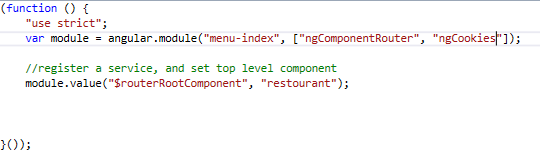 (function () {
"use strict";
var module = angular.module("menu-index", ["ngComponentRouter", "ngCookies"]);
//register a service, and set top level component
module.value("$routerRootComponent", "restourant");
}());